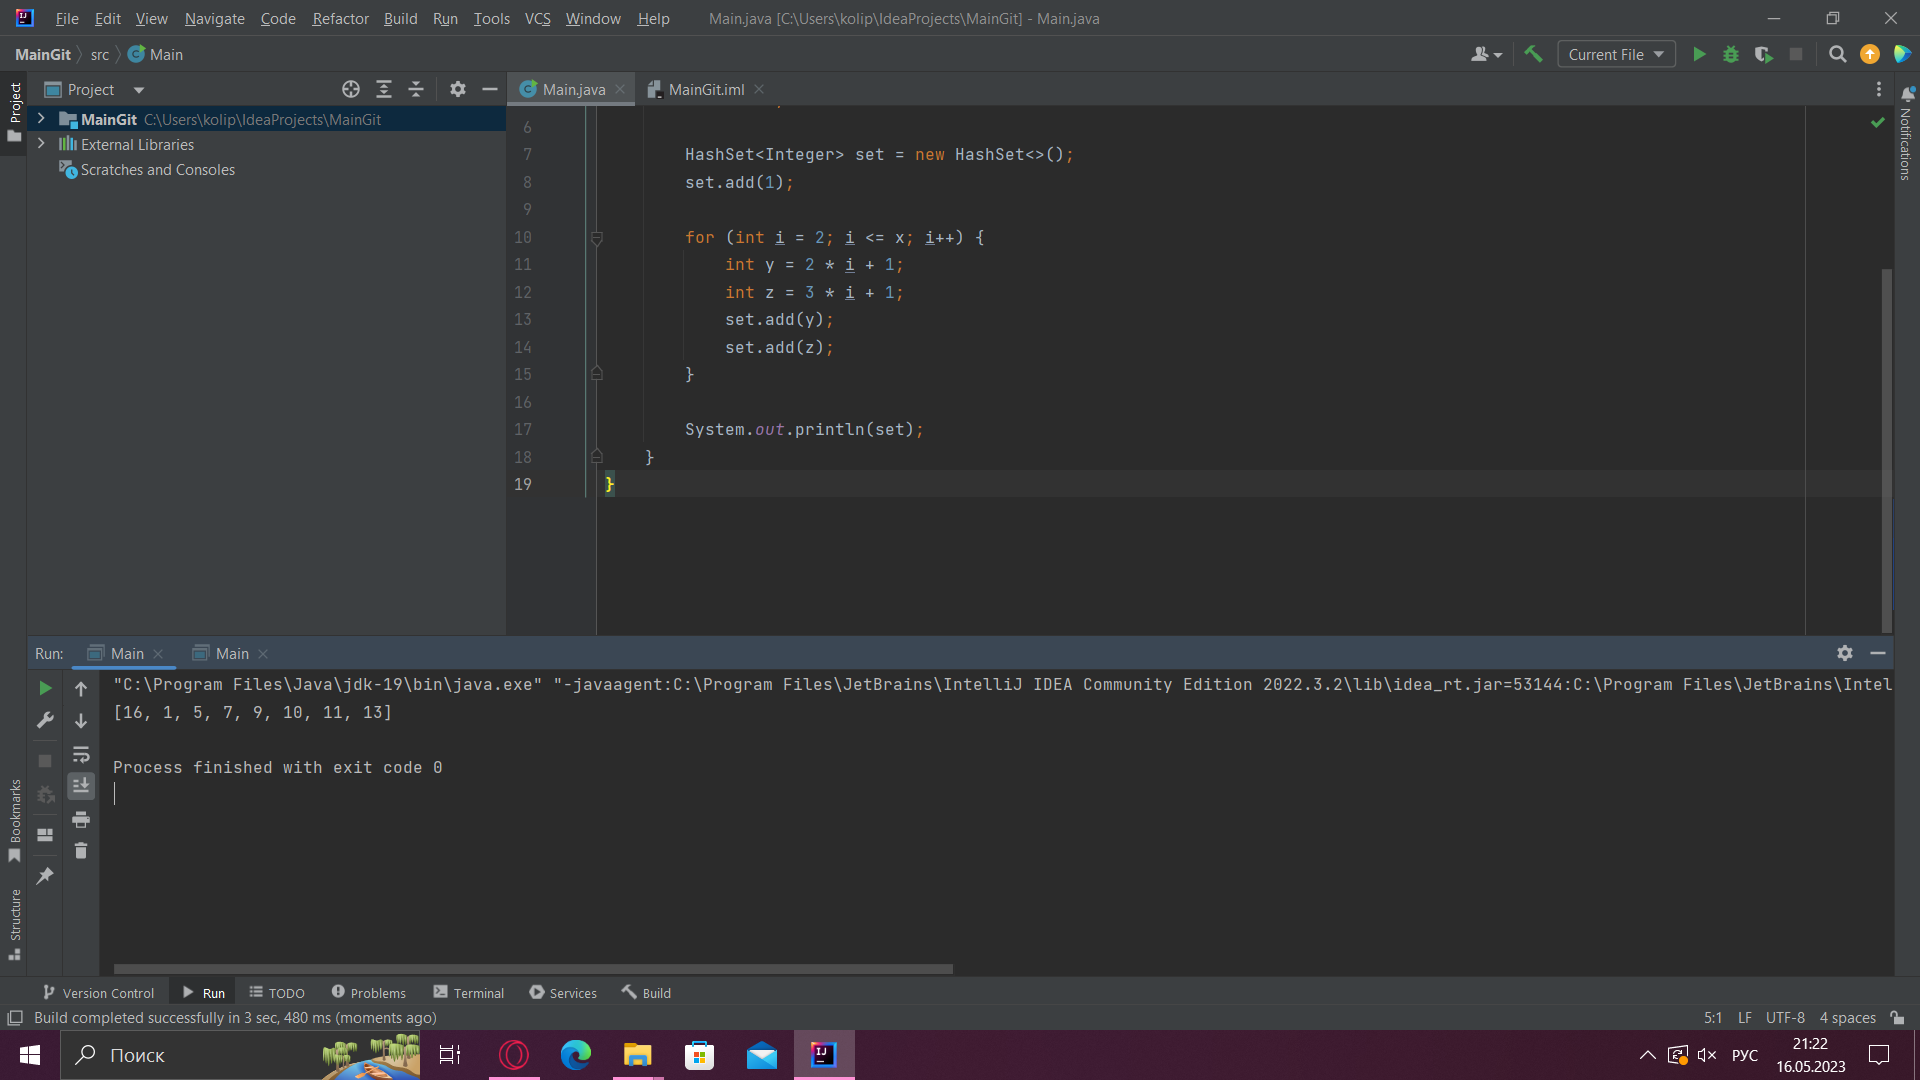 File Edit View Navigate Code Refactor Build Run Tools VCS Window Help Main.java [C:\Users\kolip\IdeaProjects\MainGit] - Main.java
MainGit src Main
Current File
Project
Project
MainGit C:\Users\kolip\IdeaProjects\MainGit
External Libraries
Scratches and Consoles
Main.java MainGit.iml
Notifications
6
7 HashSet<Integer> set = new HashSet<>();
8 set.add(1);
9
10 for (int i = 2; i <= x; i++) {
11 int y = 2 * i + 1;
12 int z = 3 * i + 1;
13 set.add(y);
14 set.add(z);
15 }
16
17 System.out.println(set);
18 }
19 }
Run: Main Main
"C:\Program Files\Java\jdk-19\bin\java.exe" "-javaagent:C:\Program Files\JetBrains\IntelliJ IDEA Community Edition 2022.3.2\lib\idea_rt.jar=53144:C:\Program Files\JetBrains\Intel
[16, 1, 5, 7, 9, 10, 11, 13]
Process finished with exit code 0
Bookmarks
Structure
Version Control Run TODO Problems Terminal Services Build
Build completed successfully in 3 sec, 480 ms (moments ago)
5:1 LF UTF-8 4 spaces
Поиск
РУС
21:22
16.05.2023